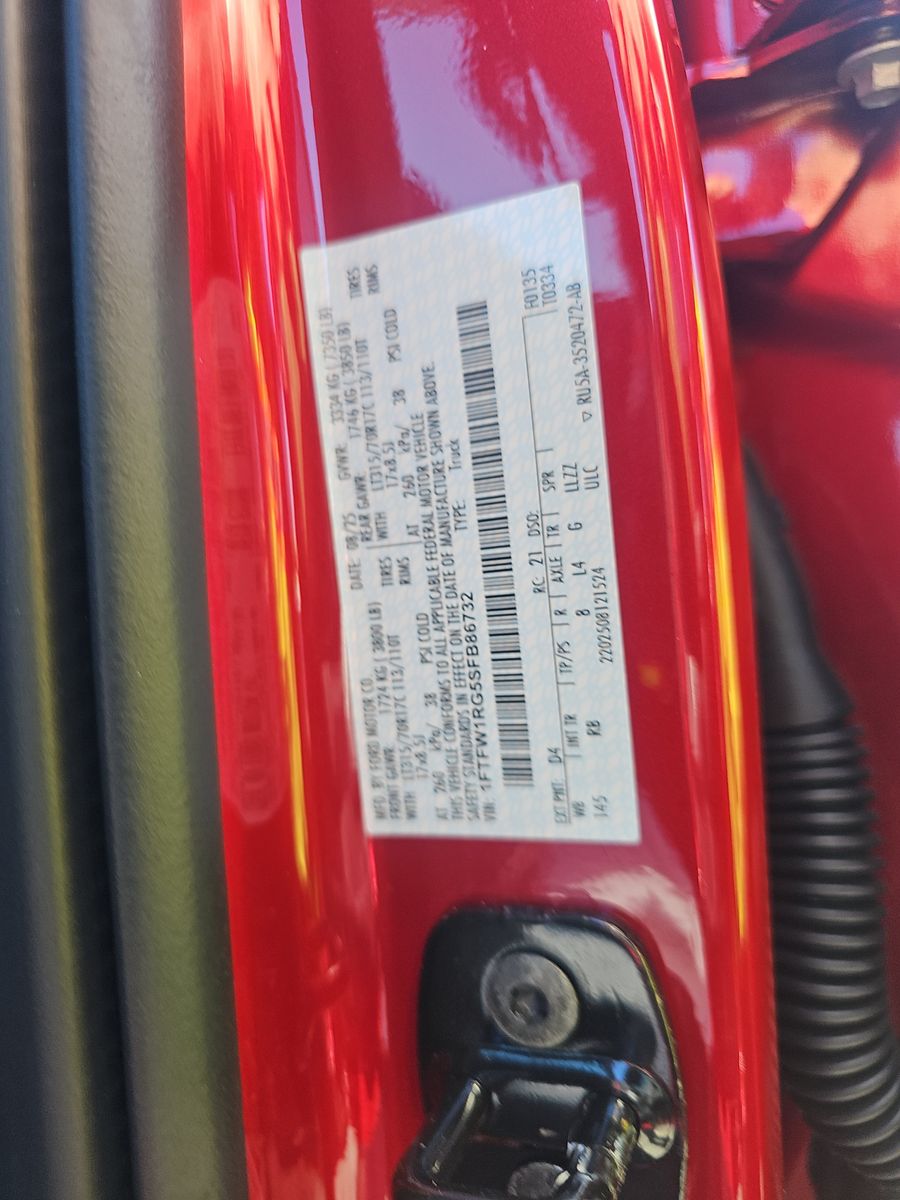 MFD. BY FORD MOTOR CO.
DATE: 08/25 GVWR: 3334 KG ( 7350 LB)
FRONT GAWR: 1724 KG ( 3800 LB)
REAR GAWR: 1746 KG ( 3850 LB)
WITH LT315/70R17C 113/110T TIRES
WITH LT315/70R17C 113/110T TIRES
17x8.5J RIMS
17x8.5J RIMS
AT 260 kPa/ 38 PSI COLD
AT 260 kPa/ 38 PSI COLD
THIS VEHICLE CONFORMS TO ALL APPLICABLE FEDERAL MOTOR VEHICLE
SAFETY STANDARDS IN EFFECT ON THE DATE OF MANUFACTURE SHOWN ABOVE.
VIN: 1FTFW1RG5SFB86732 TYPE: Truck
F0135
T0334
EXT PNT: D4 RC: 21 DSO:
WB INT TR TP/PS R AXLE TR SPR
145 RB 8 L4 G LLZZ
2202508121524 ULC ▽ RU5A-3520472-AB